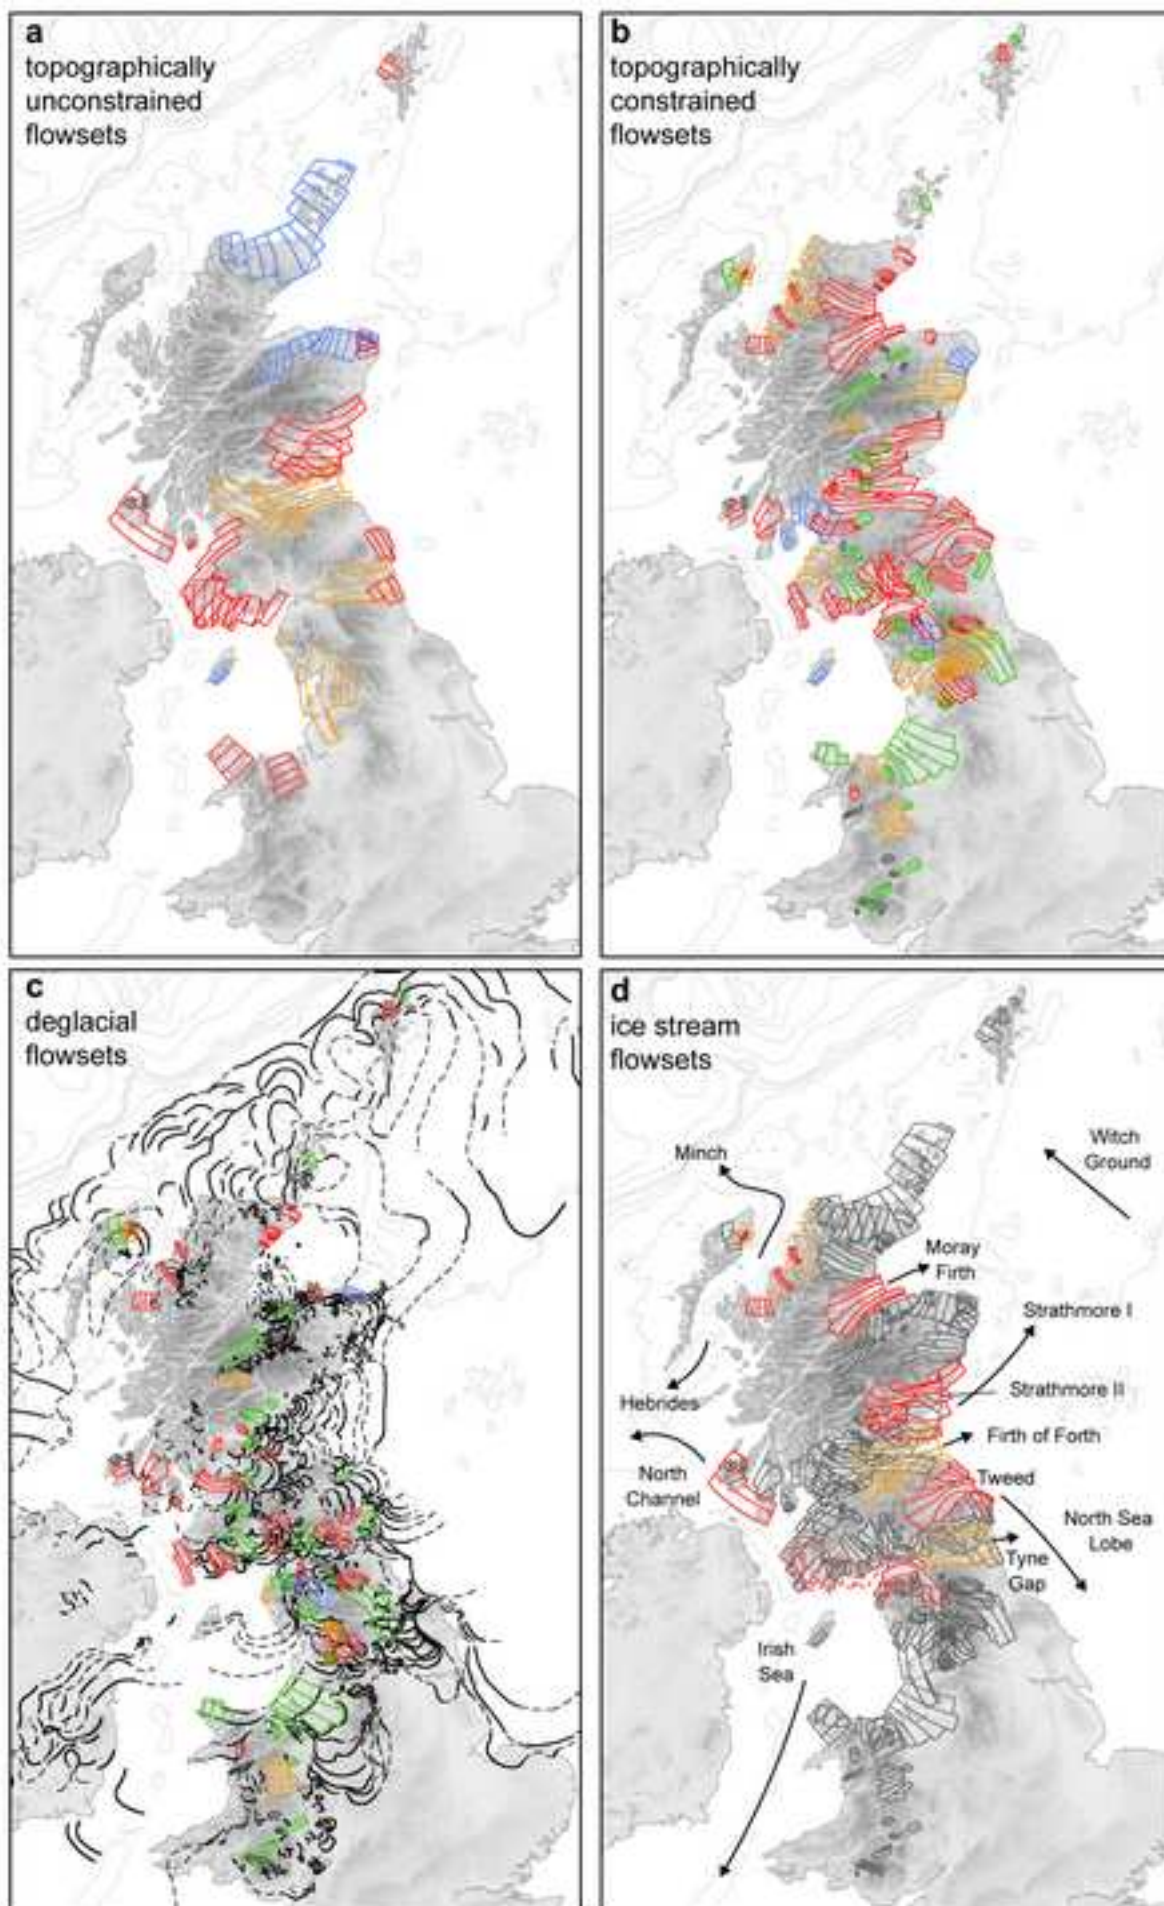 a
topographically
unconstrained
flowsets
b
topographically
constrained
flowsets
c
deglacial
flowsets
d
ice stream
flowsets
Minch
Witch
Ground
Moray
Firth
Strathmore I
Strathmore II
Hebrides
Firth of Forth
North
Channel
Tweed
North Sea
Lobe
Tyne
Gap
Irish
Sea